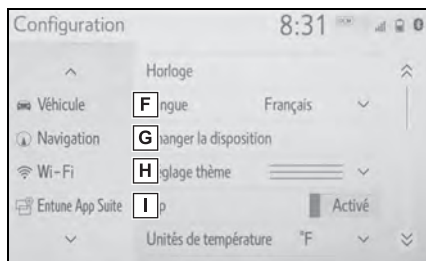 Configuration 8:31
Horloge
Véhicule F ngue Français
Navigation G hanger la disposition
Wi-Fi H glage thème
Entune App Suite I p Activé
Unités de température °F